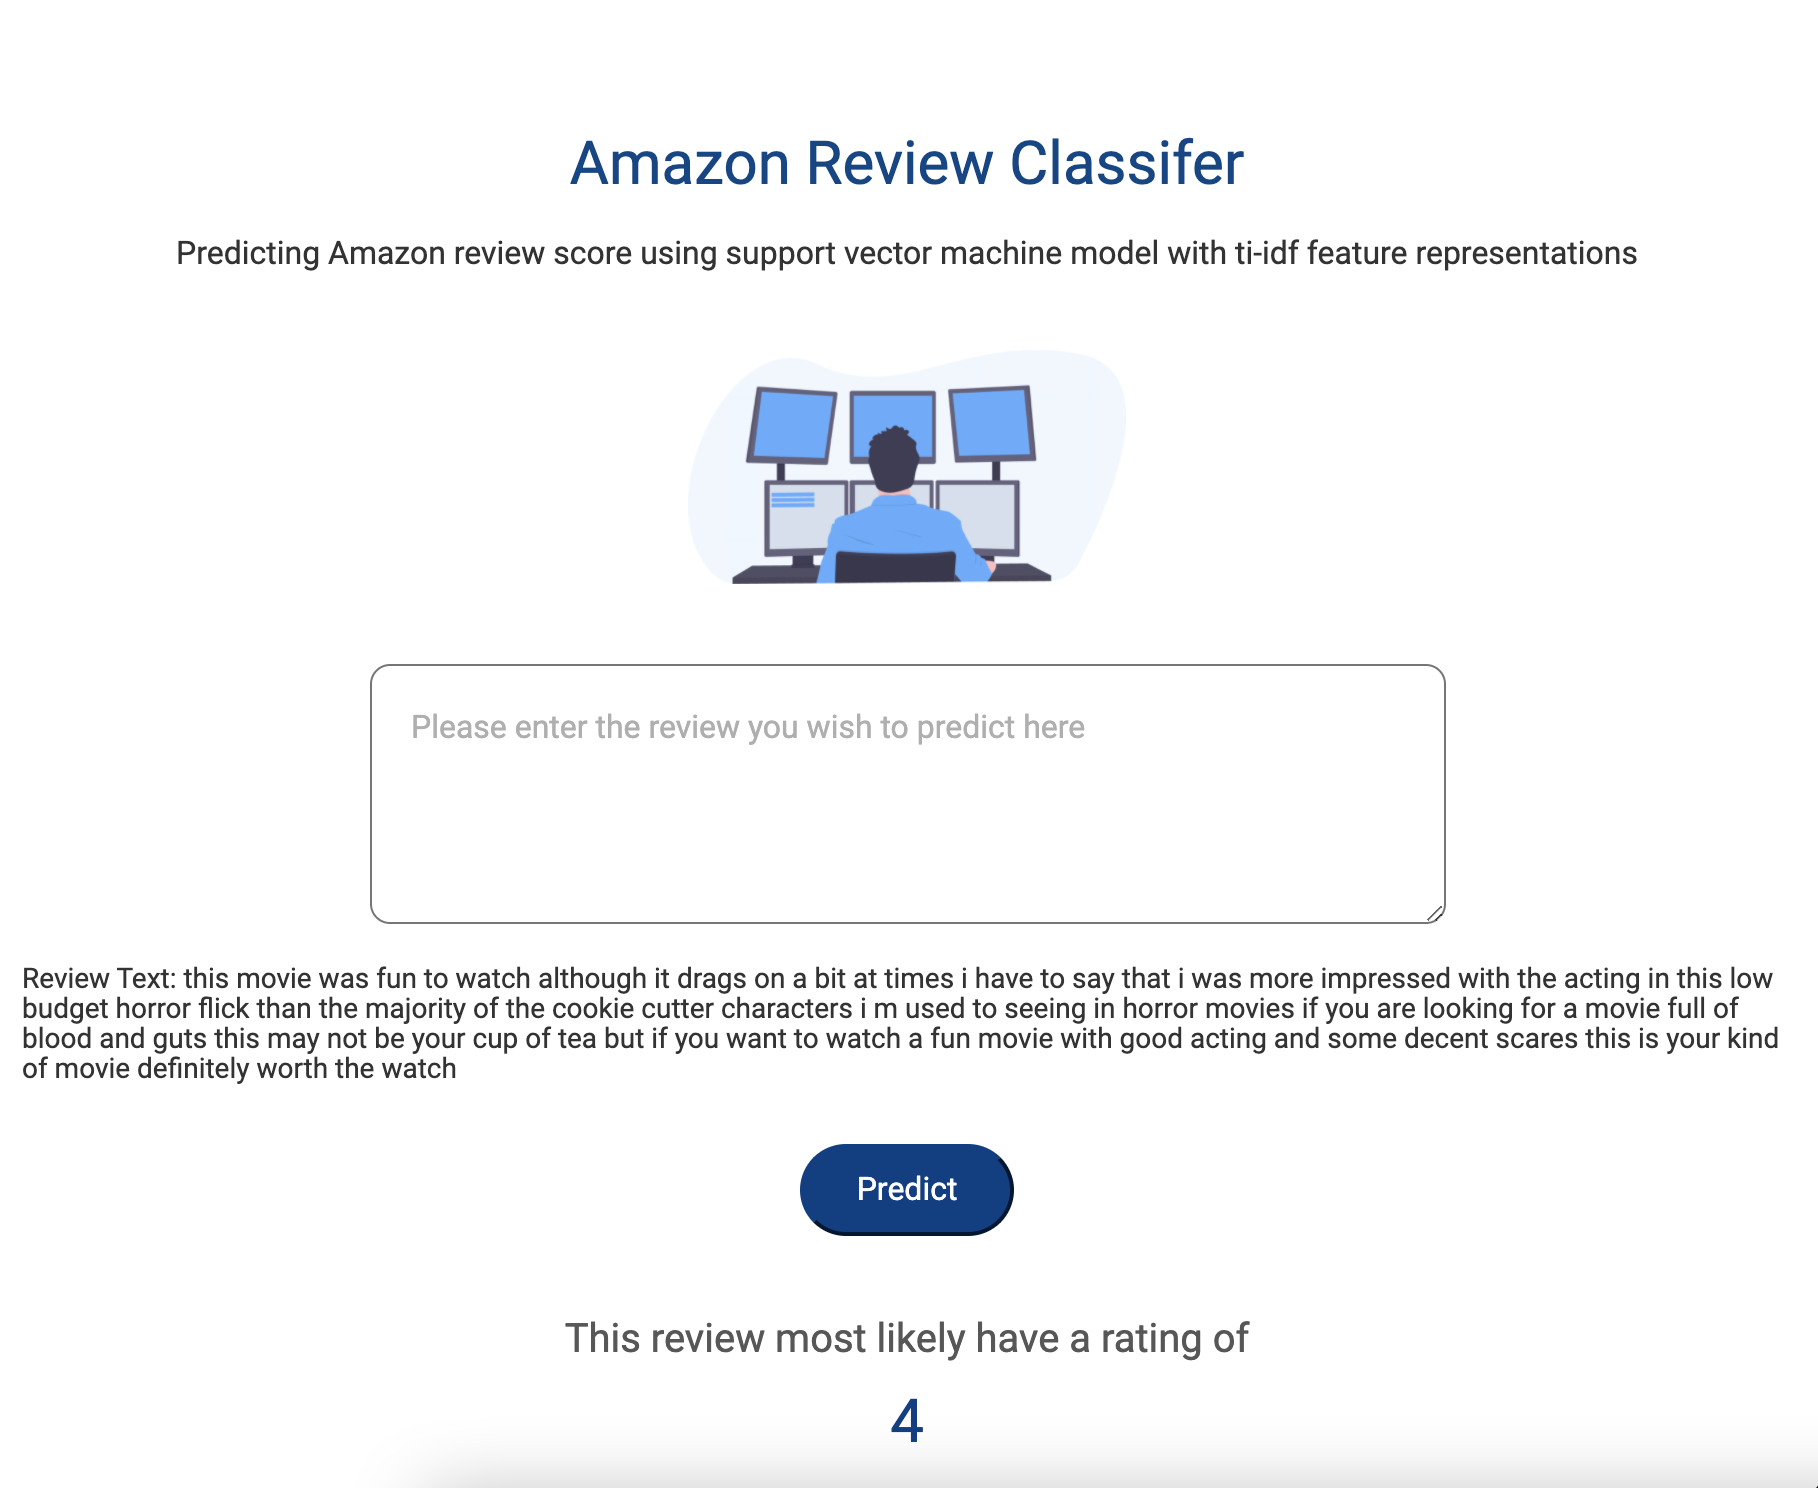 Amazon Review Classifer
Predicting Amazon review score using support vector machine model with ti-idf feature representations
Please enter the review you wish to predict here
Review Text: this movie was fun to watch although it drags on a bit at times i have to say that i was more impressed with the acting in this low
budget horror flick than the majority of the cookie cutter characters i m used to seeing in horror movies if you are looking for a movie full of
blood and guts this may not be your cup of tea but if you want to watch a fun movie with good acting and some decent scares this is your kind
of movie definitely worth the watch
Predict
This review most likely have a rating of
4